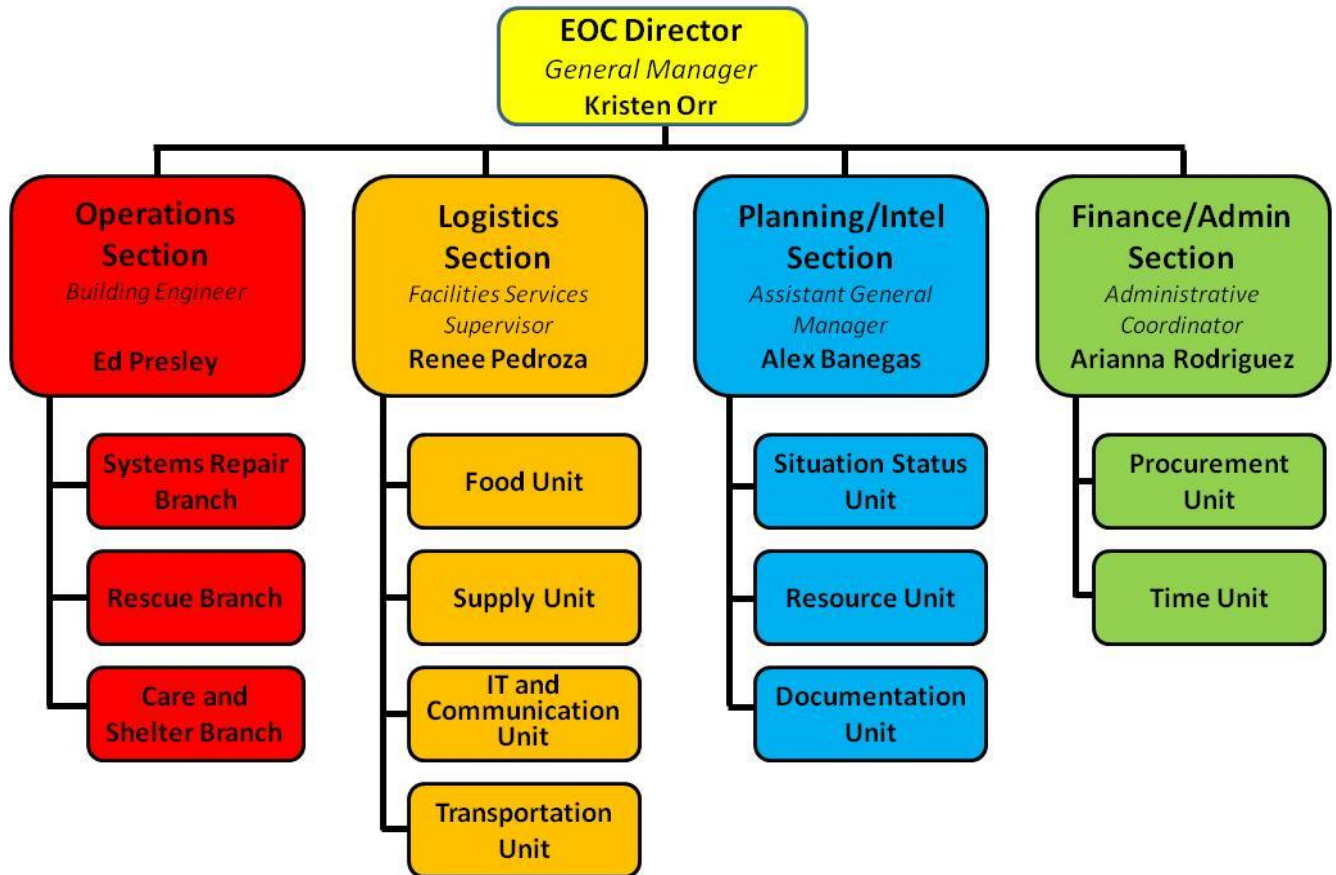 EOC Director
General Manager
Kristen Orr
Operations
Section
Building Engineer
Ed Presley
Systems Repair
Branch
Rescue Branch
Care and
Shelter Branch
Logistics
Section
Facilities Services
Supervisor
Renee Pedroza
Food Unit
Supply Unit
IT and
Communication
Unit
Transportation
Unit
Planning/Intel
Section
Assistant General
Manager
Alex Banegas
Situation Status
Unit
Resource Unit
Documentation
Unit
Finance/Admin
Section
Administrative
Coordinator
Arianna Rodriguez
Procurement
Unit
Time Unit